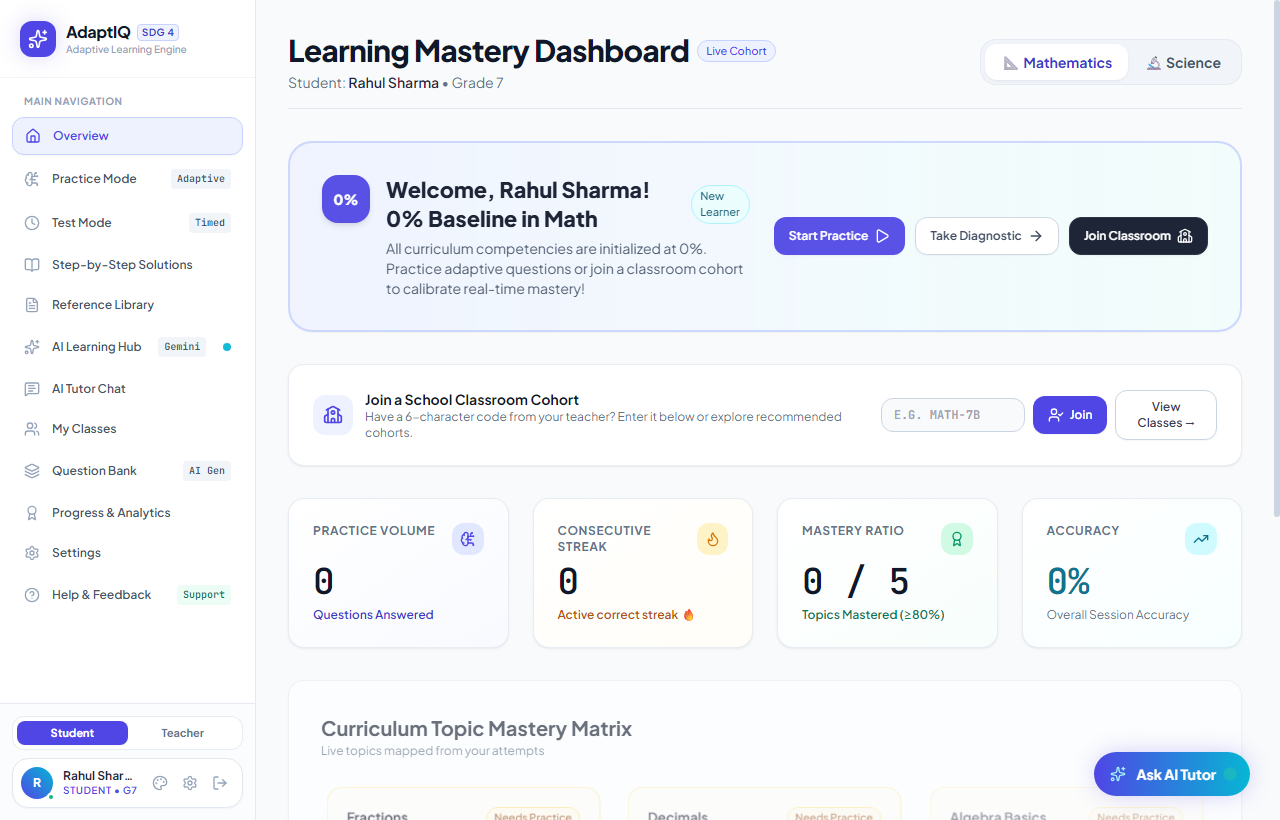 AdaptIQ SDG 4
Adaptive Learning Engine
MAIN NAVIGATION
Overview
Practice Mode Adaptive
Test Mode Timed
Step-by-Step Solutions
Reference Library
AI Learning Hub Gemini
AI Tutor Chat
My Classes
Question Bank AI Gen
Progress & Analytics
Settings
Help & Feedback Support
Student Teacher
R
Rahul Shar...
STUDENT • G7
Learning Mastery Dashboard Live Cohort
Student: Rahul Sharma • Grade 7
Mathematics Science
0%
Welcome, Rahul Sharma!
0% Baseline in Math
New
Learner
All curriculum competencies are initialized at 0%.
Practice adaptive questions or join a classroom cohort
to calibrate real-time mastery!
Start Practice
Take Diagnostic →
Join Classroom
Join a School Classroom Cohort
Have a 6-character code from your teacher? Enter it below or explore recommended
cohorts.
E.G. MATH-7B
Join
View
Classes →
PRACTICE VOLUME
0
Questions Answered
CONSECUTIVE
STREAK
0
Active correct streak 🔥
MASTERY RATIO
0 / 5
Topics Mastered (≥80%)
ACCURACY
0%
Overall Session Accuracy
Curriculum Topic Mastery Matrix
Live topics mapped from your attempts
Fractions Needs Practice
Decimals Needs Practice
Algebra Basics Needs Practice
Ask AI Tutor